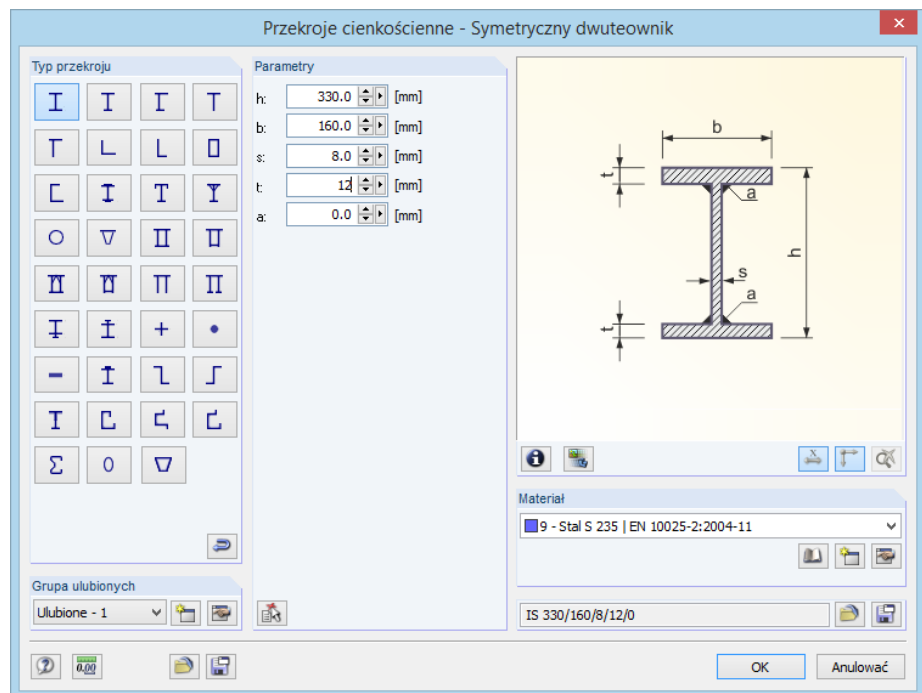 Przekroje cienkościenne - Symetryczny dwuteownik
Typ przekroju
Parametry
h: 330.0 [mm]
b: 160.0 [mm]
s: 8.0 [mm]
t: 12 [mm]
a: 0.0 [mm]
b
t
a
h
s
a
t
x
Materiał
9 - Stal S 235 | EN 10025-2:2004-11
Grupa ulubionych
Ulubione - 1
IS 330/160/8/12/0
0.00
OK
Anulować